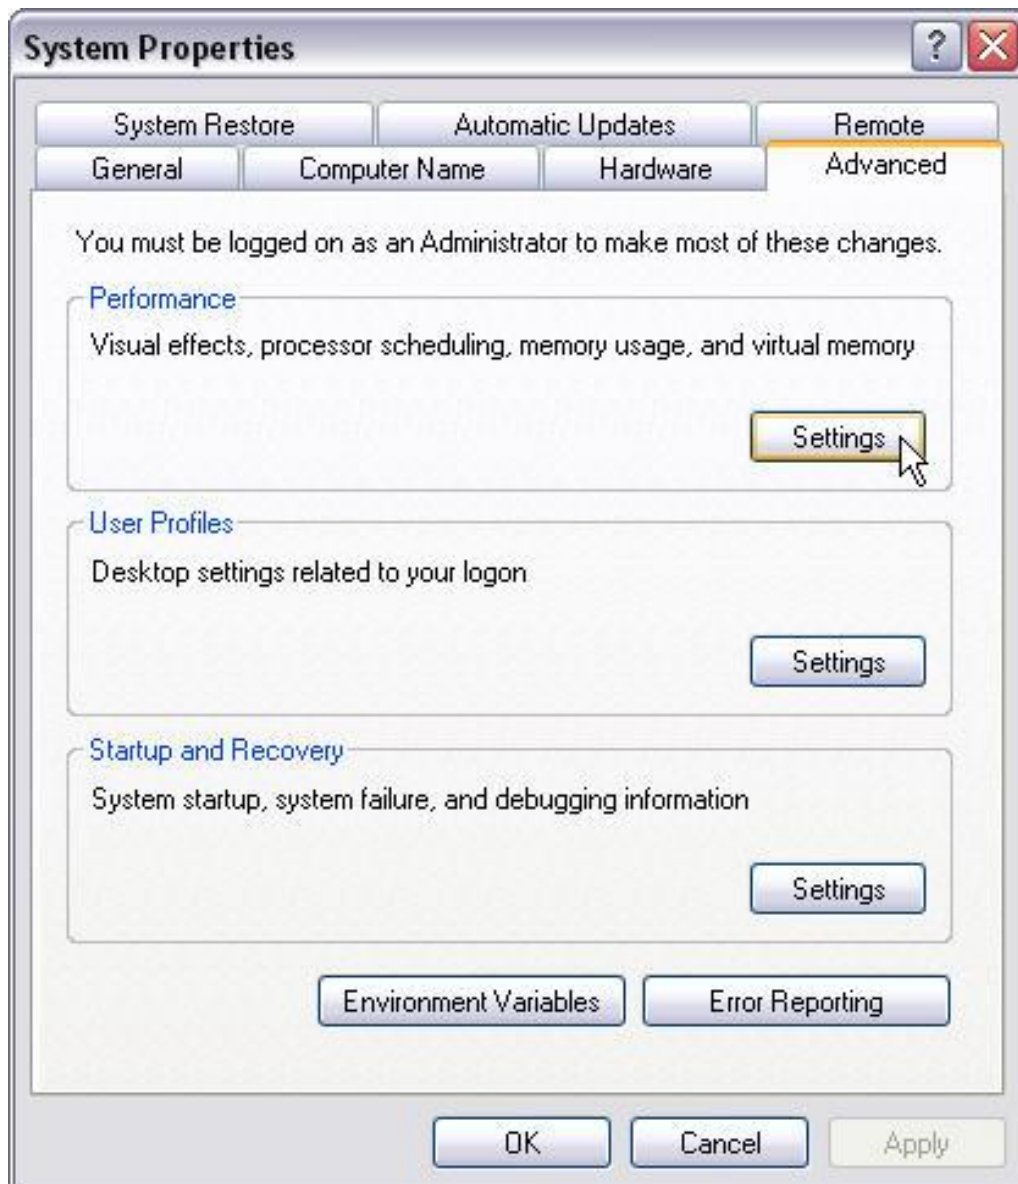 System Properties
System Restore
Automatic Updates
Remote
General
Computer Name
Hardware
Advanced
You must be logged on as an Administrator to make most of these changes.
Performance
Visual effects, processor scheduling, memory usage, and virtual memory
Settings
User Profiles
Desktop settings related to your logon
Settings
Startup and Recovery
System startup, system failure, and debugging information
Settings
Environment Variables
Error Reporting
OK
Cancel
Apply